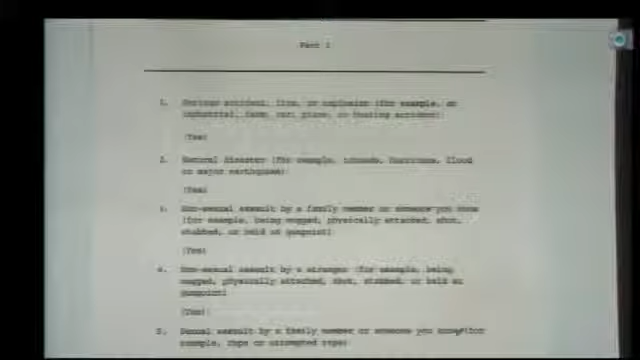 Part 1
1. Serious accident, fire, or explosion (for example, an
industrial, farm, car, plane, or boating accident)
(Yes)
2. Natural disaster (for example, tornado, hurricane, flood
or major earthquake)
(Yes)
3. Non-sexual assault by a family member or someone you know
(for example, being mugged, physically attacked, shot,
stabbed, or held at gunpoint)
(Yes)
4. Non-sexual assault by a stranger (for example, being
mugged, physically attacked, shot, stabbed, or held at
gunpoint)
(Yes)
5. Sexual assault by a family member or someone you know (for
example, rape or attempted rape)